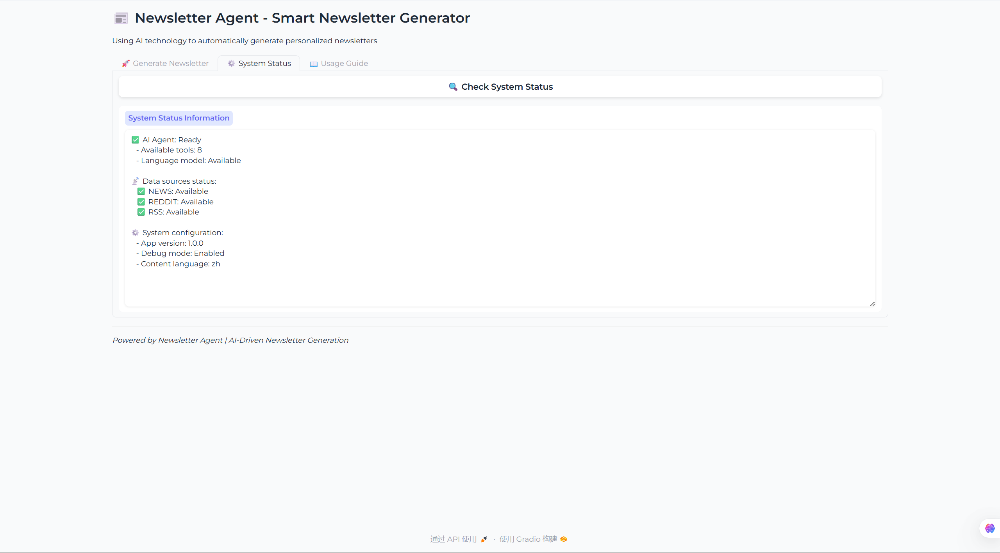 Newsletter Agent - Smart Newsletter Generator
Using AI technology to automatically generate personalized newsletters
Generate Newsletter
System Status
Usage Guide
Check System Status
System Status Information
AI Agent: Ready
- Available tools: 8
- Language model: Available
Data sources status:
NEWS: Available
REDDIT: Available
RSS: Available
System configuration:
- App version: 1.0.0
- Debug mode: Enabled
- Content language: zh
Powered by Newsletter Agent | AI-Driven Newsletter Generation
通过 API 使用 · 使用 Gradio 构建